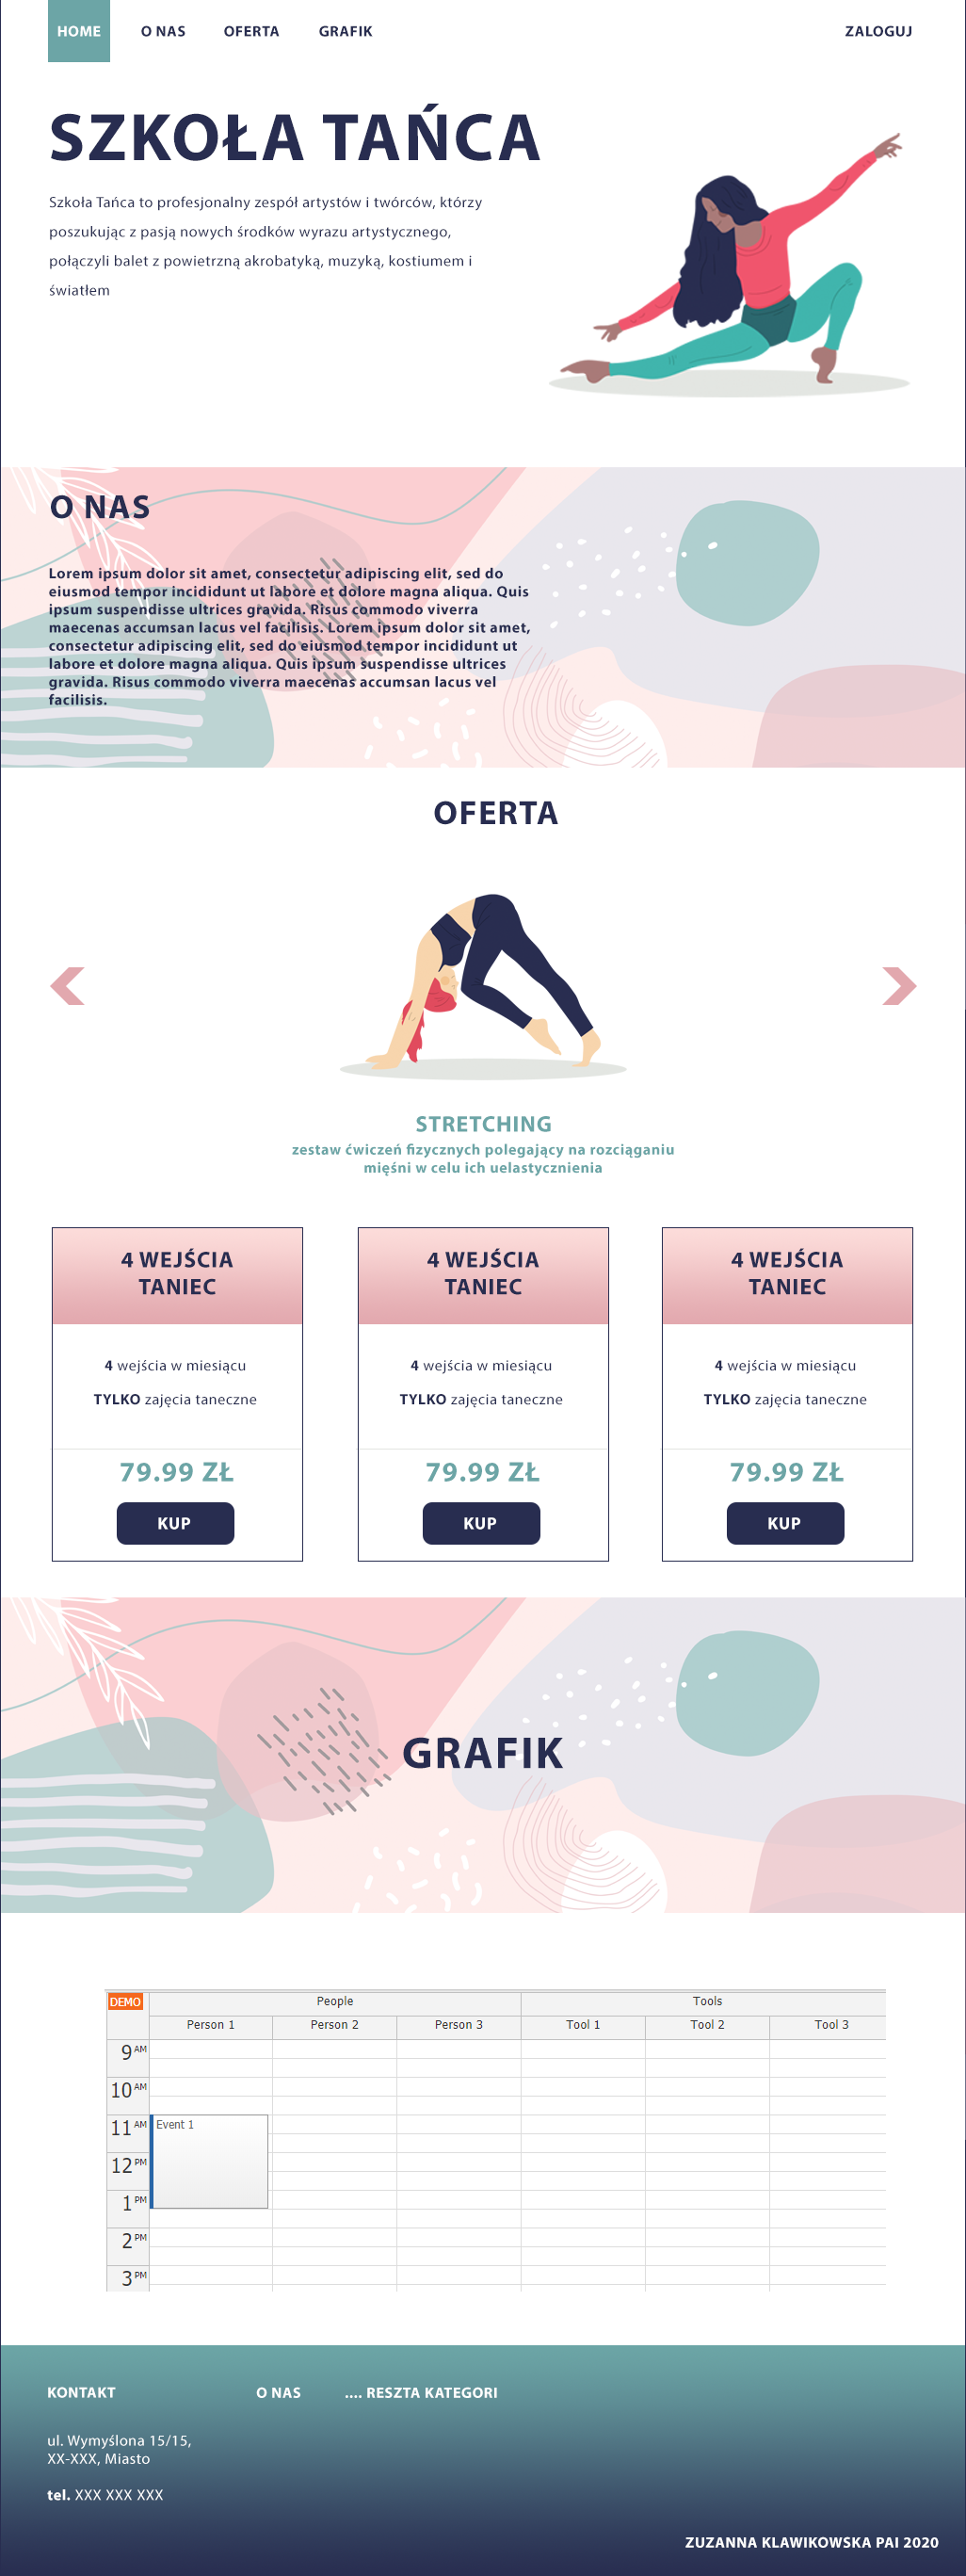 HOME O NAS OFERTA GRAFIK ZALOGUJ
SZKOŁA TAŃCA
Szkoła Tańca to profesjonalny zespół artystów i twórców, którzy
poszukując z pasją nowych środków wyrazu artystycznego,
połączyli balet z powietrzną akrobatyką, muzyką, kostiumem i
światłem
O NAS
Lorem ipsum dolor sit amet, consectetur adipiscing elit, sed do
eiusmod tempor incididunt ut labore et dolore magna aliqua. Quis
ipsum suspendisse ultrices gravida. Risus commodo viverra
maecenas accumsan lacus vel facilisis. Lorem ipsum dolor sit amet,
consectetur adipiscing elit, sed do eiusmod tempor incididunt ut
labore et dolore magna aliqua. Quis ipsum suspendisse ultrices
gravida. Risus commodo viverra maecenas accumsan lacus vel
facilisis.
OFERTA
STRETCHING
zestaw ćwiczeń fizycznych polegający na rozciąganiu
mięśni w celu ich uelastycznienia
4 WEJŚCIA
TANIEC
4 wejścia w miesiącu
TYLKO zajęcia taneczne
79.99 ZŁ
KUP
4 WEJŚCIA
TANIEC
4 wejścia w miesiącu
TYLKO zajęcia taneczne
79.99 ZŁ
KUP
4 WEJŚCIA
TANIEC
4 wejścia w miesiącu
TYLKO zajęcia taneczne
79.99 ZŁ
KUP
GRAFIK
DEMO People Tools
Person 1 Person 2 Person 3 Tool 1 Tool 2 Tool 3
9 AM
10 AM
11 AM Event 1
12 PM
1 PM
2 PM
3 PM
KONTAKT O NAS .... RESZTA KATEGORI
ul. Wymyślona 15/15,
XX-XXX, Miasto
tel. XXX XXX XXX
ZUZANNA KLAWIKOWSKA PAI 2020